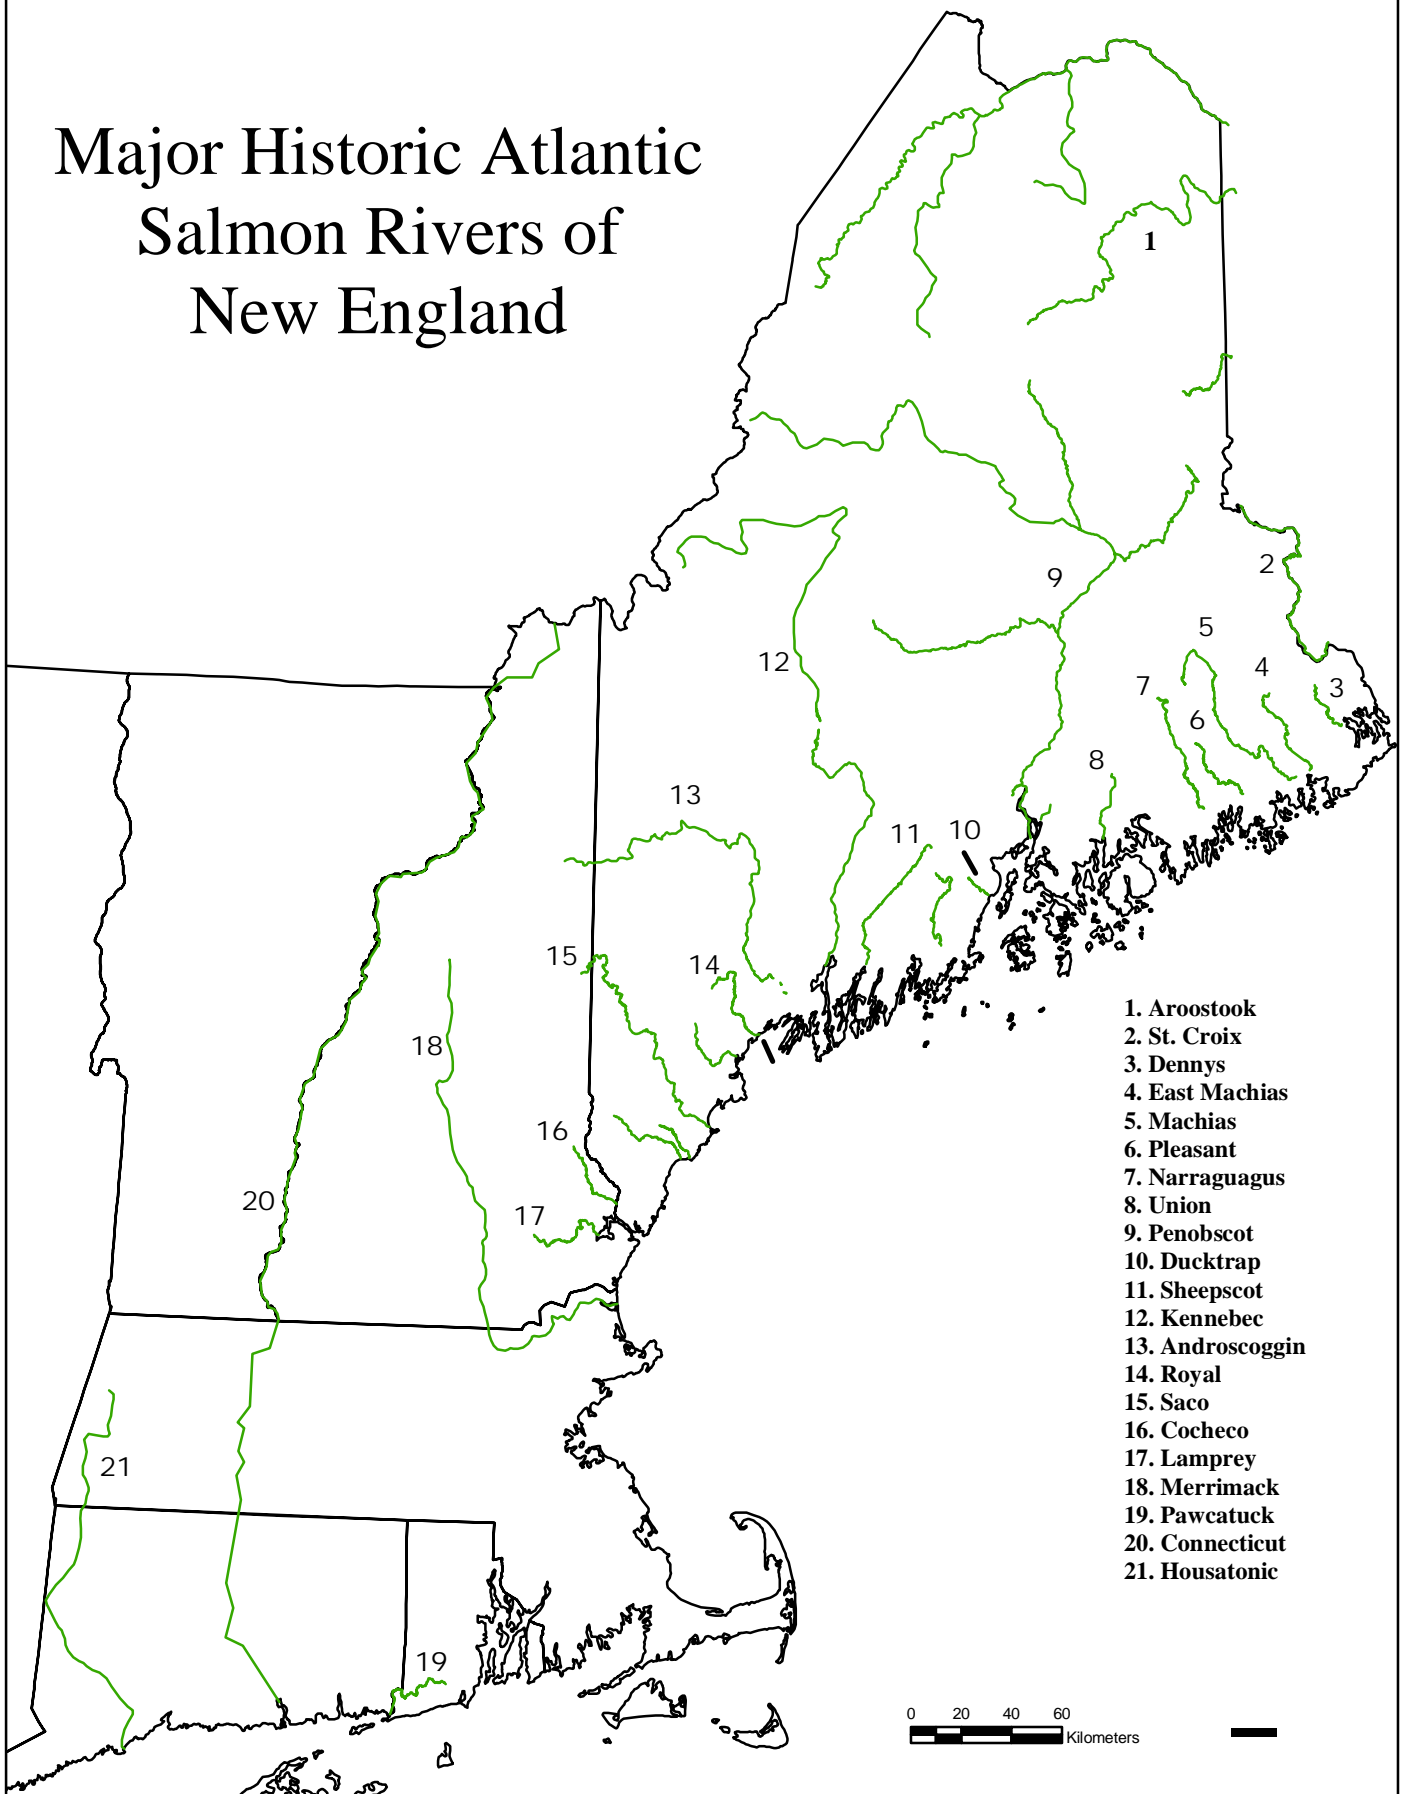 Major Historic Atlantic
Salmon Rivers of
New England
1
2
9
5
12
4
7
3
6
8
13
11
10
15
14
18
16
20
17
21
19
1. Aroostook
2. St. Croix
3. Dennys
4. East Machias
5. Machias
6. Pleasant
7. Narraguagus
8. Union
9. Penobscot
10. Ducktrap
11. Sheepscot
12. Kennebec
13. Androscoggin
14. Royal
15. Saco
16. Cocheco
17. Lamprey
18. Merrimack
19. Pawcatuck
20. Connecticut
21. Housatonic
0 20 40 60
Kilometers